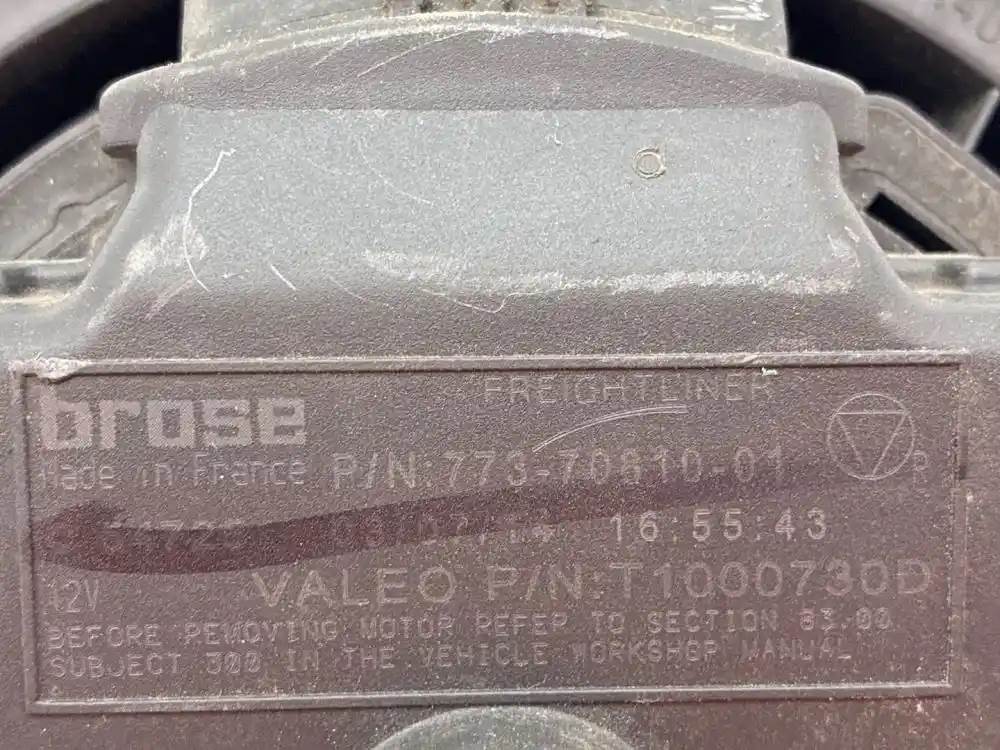 FREIGHTLINER
brose
Made in France P/N:773-70810-01
R
16:55:43
12V VALEO P/N:T1000730D
BEFORE REMOVING MOTOR REFER TO SECTION 83.00
SUBJECT 300 IN THE VEHICLE WORKSHOP MANUAL